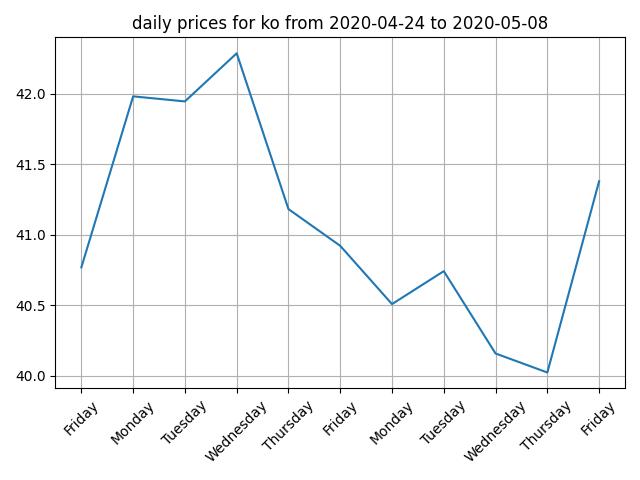 daily prices for ko from 2020-04-24 to 2020-05-08
42.0
41.5
41.0
40.5
40.0
Friday
Monday
Tuesday
Wednesday
Thursday
Friday
Monday
Tuesday
Wednesday
Thursday
Friday